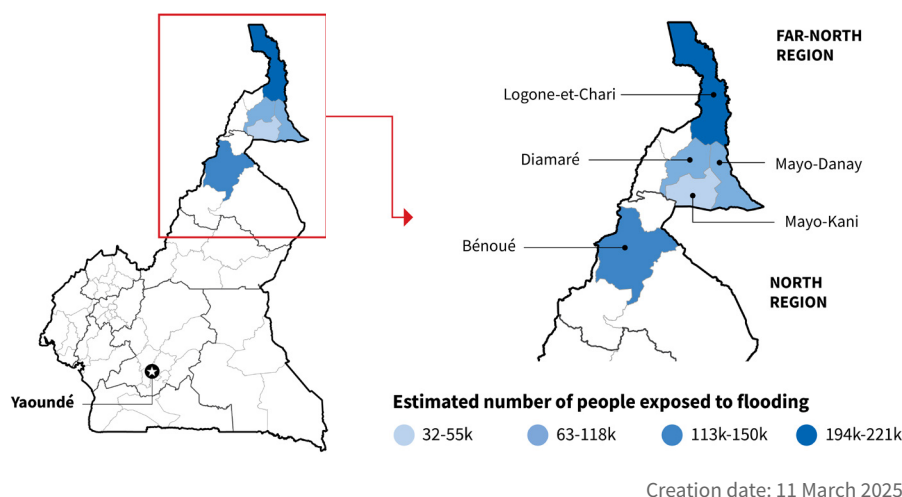 FAR-NORTH
REGION
Logone-et-Chari
Diamaré
Mayo-Danay
Mayo-Kani
Bénoué
NORTH
REGION
Yaoundé
Estimated number of people exposed to flooding
32-55k
63-118k
113k-150k
194k-221k
Creation date: 11 March 2025